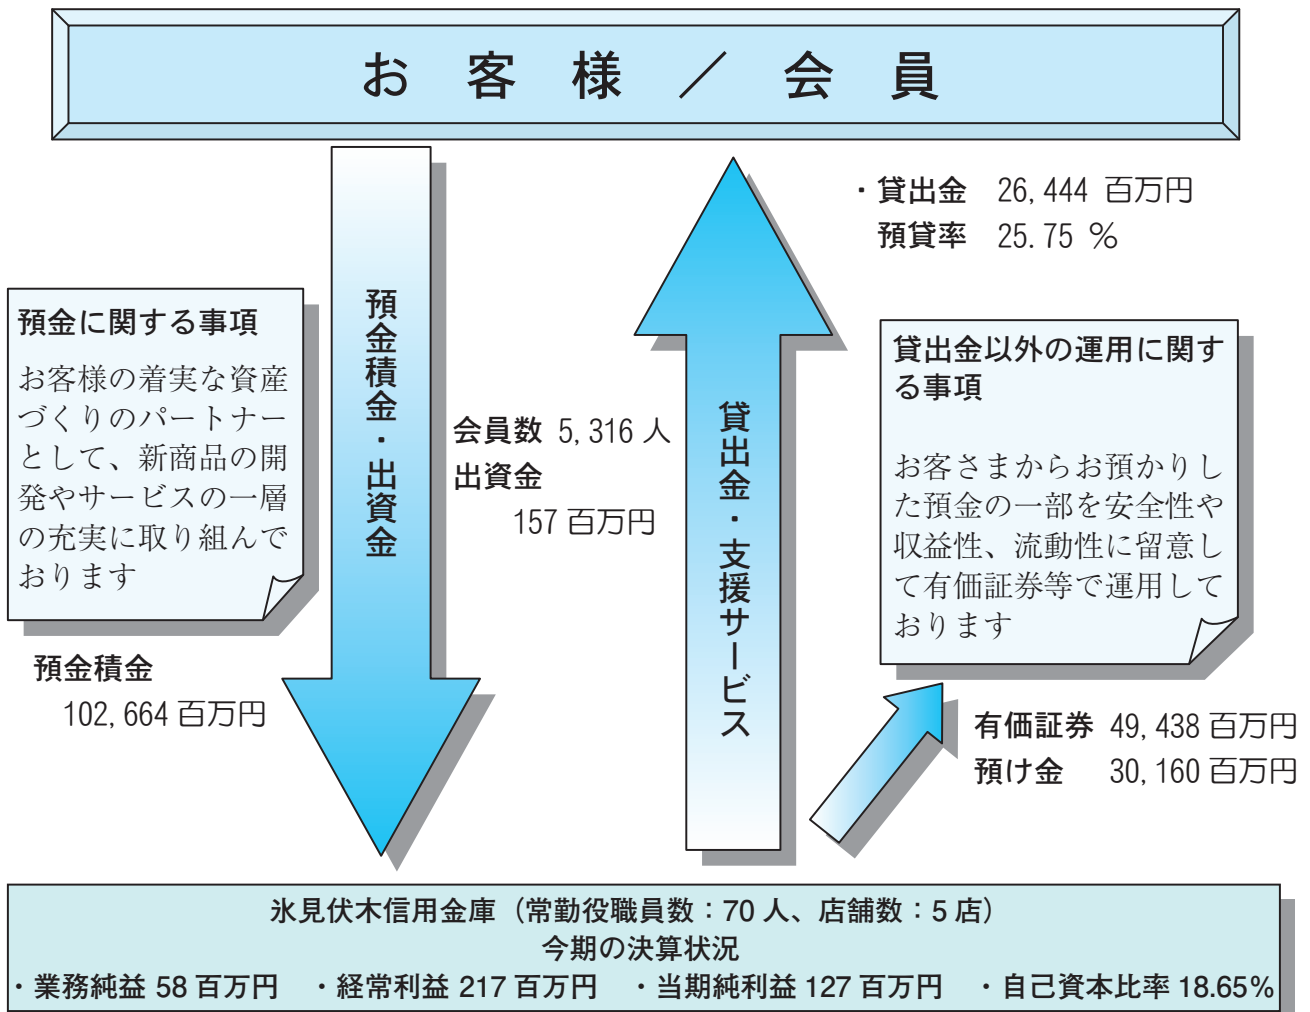 お客様／会員
・貸出金 26,444 百万円
預貸率 25.75 %
預金に関する事項
お客様の着実な資産
づくりのパートナー
として、新商品の開
発やサービスの一層
の充実に取り組んで
おります
預金積金
102,664 百万円
預金積金・出資金
会員数 5,316 人
出資金
157 百万円
貸出金・支援サービス
貸出金以外の運用に関す
る事項
お客さまからお預かりし
た預金の一部を安全性や
収益性、流動性に留意し
て有価証券等で運用して
おります
有価証券 49,438 百万円
預け金 30,160 百万円
氷見伏木信用金庫（常勤役職員数：70 人、店舗数：5 店）
今期の決算状況
・業務純益 58 百万円 ・経常利益 217 百万円 ・当期純利益 127 百万円 ・自己資本比率 18.65%